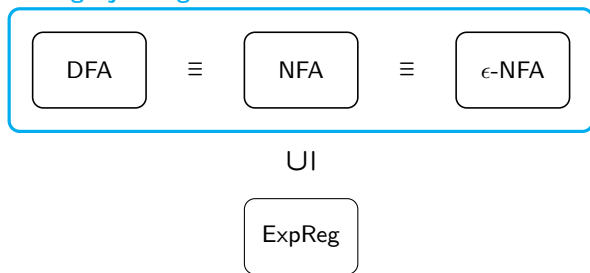 DFA ≡ NFA ≡ ϵ-NFA
∪I
ExpReg